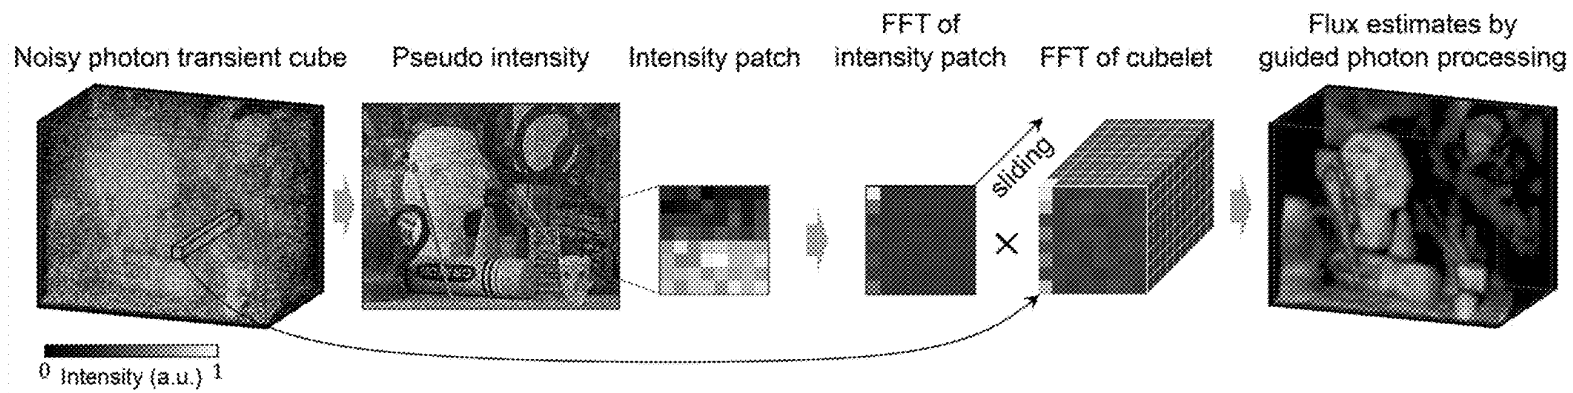 Noisy photon transient cube
Pseudo intensity
Intensity patch
FFT of
intensity patch
FFT of cubelet
Flux estimates by
guided photon processing
sliding
×
0 Intensity (a.u.) 1